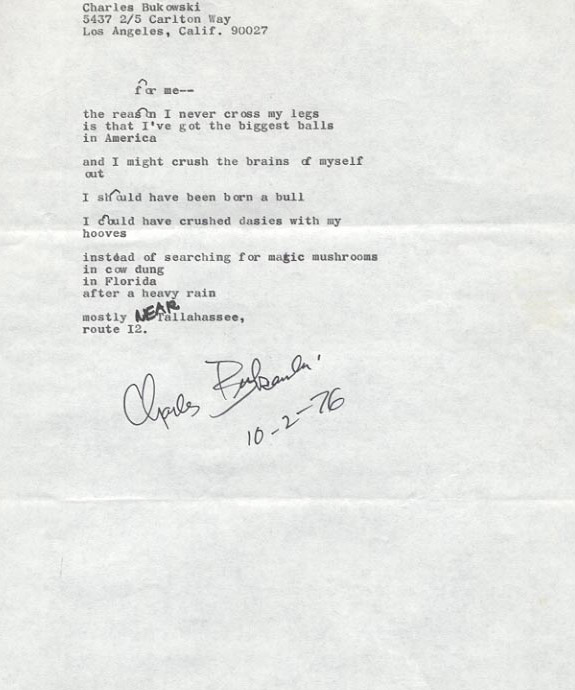 Charles Bukowski
5437 2/5 Carlton Way
Los Angeles, Calif. 90027
for me--
the reason I never cross my legs
is that I've got the biggest balls
in America
and I might crush the brains of myself
out
I should have been born a bull
I could have crushed dasies with my
hooves
instead of searching for magic mushrooms
in cow dung
in Florida
after a heavy rain
mostly NEAR Tallahassee,
route I2.
Charles Bukowski
10-2-76